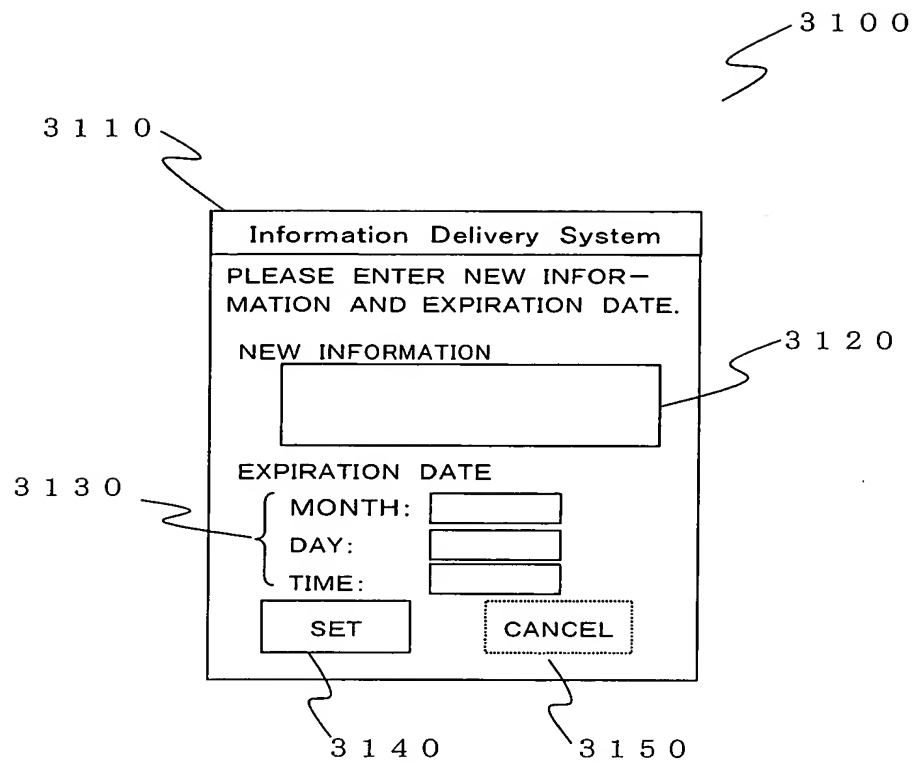 3100
3110
Information Delivery System
PLEASE ENTER NEW INFOR-
MATION AND EXPIRATION DATE.
NEW INFORMATION
3120
EXPIRATION DATE
3130
MONTH:
DAY:
TIME:
SET
CANCEL
3140
3150